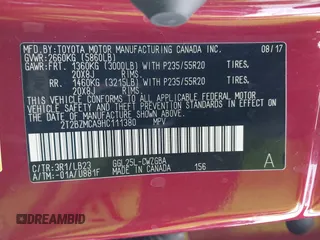 MFD.BY:TOYOTA MOTOR MANUFACTURING CANADA INC. 08/17
GVWR:2660KG (5860LB)
GAWR:FRT. 1360KG (3000LB) WITH P235/55R20 TIRES,
20X8J RIMS,
RR. 1460KG (3215LB) WITH P235/55R20 TIRES,
20X8J RIMS,
THIS VEHICLE CONFORMS TO ALL APPLICABLE
FEDERAL MOTOR VEHICLE SAFETY AND
THEFT PREVENTION STANDARDS IN EFFECT ON
THE DATE OF MANUFACTURE SHOWN ABOVE.
2T2BZMCA9HC111380 MPV
C/TR:3R1/LB23 GGL25L-CWZGBA
A/TM:-01A/U881F MADE IN CANADA 156
A
DREAMBID